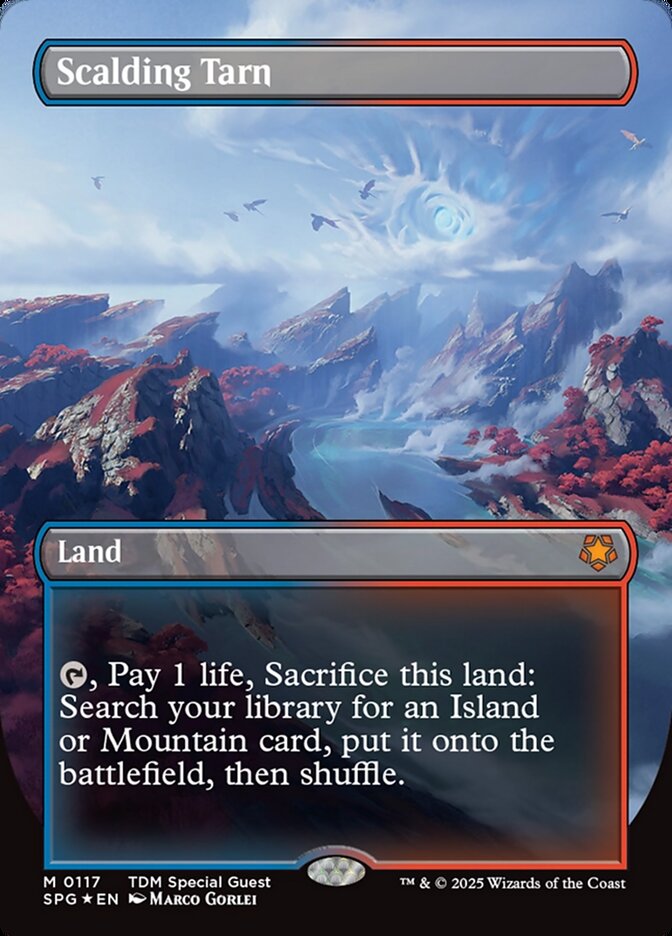 Scalding Tarn
Land
, Pay 1 life, Sacrifice this land:
Search your library for an Island
or Mountain card, put it onto the
battlefield, then shuffle.
M 0117 TDM Special Guest
SPG ★ EN Marco Gorlei
™ & © 2025 Wizards of the Coast